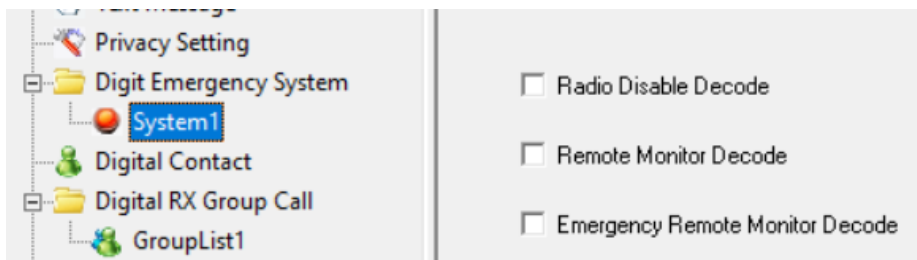 Privacy Setting
Digit Emergency System
System1
Digital Contact
Digital RX Group Call
GroupList1
Radio Disable Decode
Remote Monitor Decode
Emergency Remote Monitor Decode